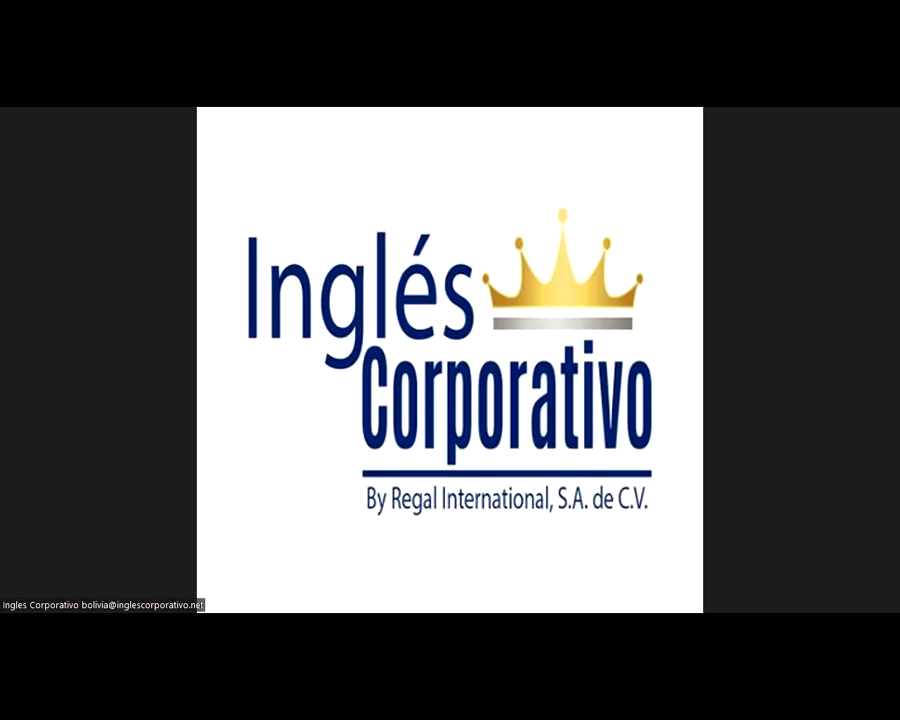 Inglés
Corporativo
By Regal International, S.A. de C.V.
Ingles Corporativo bolivia@inglescorporativo.net